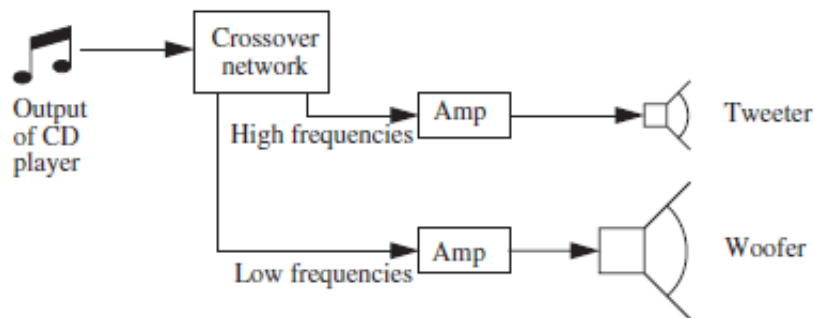 Crossover
network
Output
of CD
player
High frequencies
Amp
Tweeter
Low frequencies
Amp
Woofer